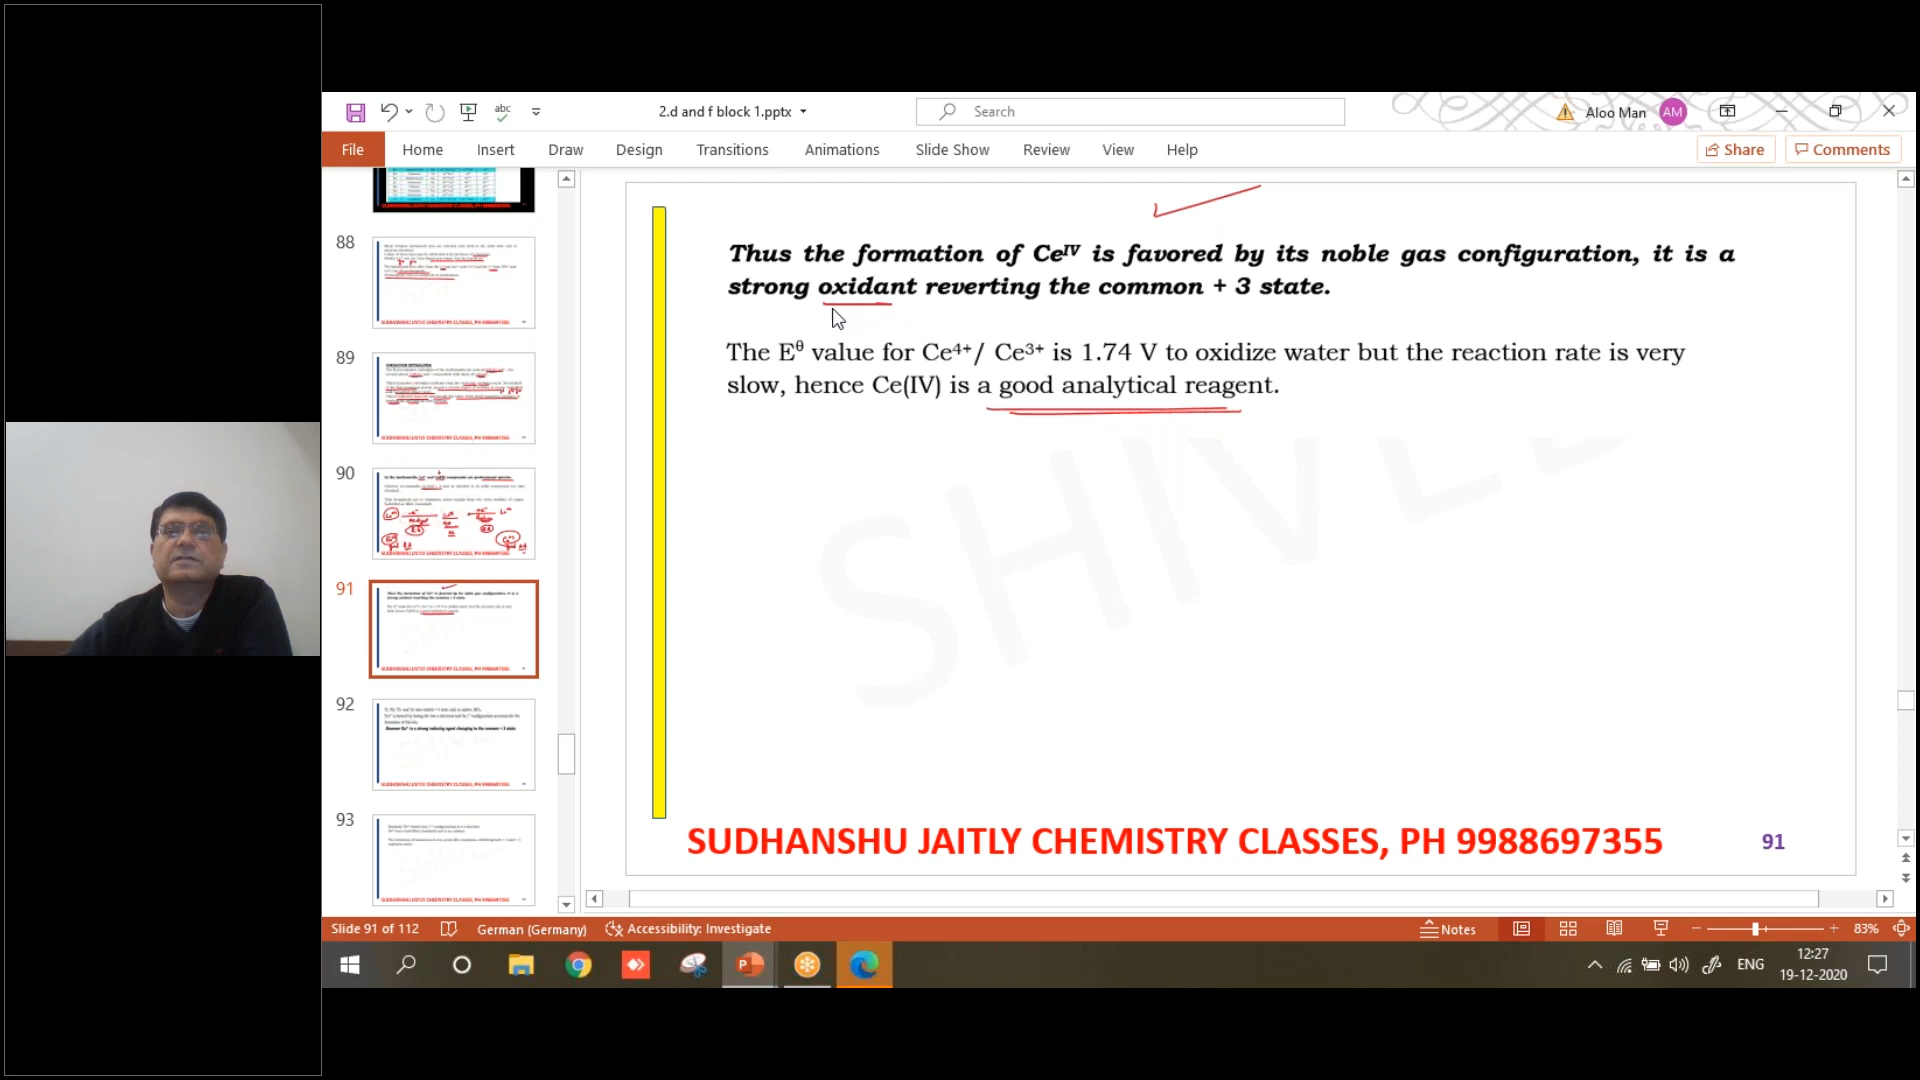 abc
2.d and f block 1.pptx
Search
Aloo Man
AM
File
Home
Insert
Draw
Design
Transitions
Animations
Slide Show
Review
View
Help
Share
Comments
88
89
90
91
92
93
Thus the formation of Ceᴵⱽ is favored by its noble gas configuration, it is a
strong oxidant reverting the common + 3 state.
The Eᶿ value for Ce⁴⁺/ Ce³⁺ is 1.74 V to oxidize water but the reaction rate is very
slow, hence Ce(IV) is a good analytical reagent.
SHIVE
SUDHANSHU JAITLY CHEMISTRY CLASSES, PH 9988697355
91
Slide 91 of 112
German (Germany)
Accessibility: Investigate
Notes
83%
ENG
12:27
19-12-2020